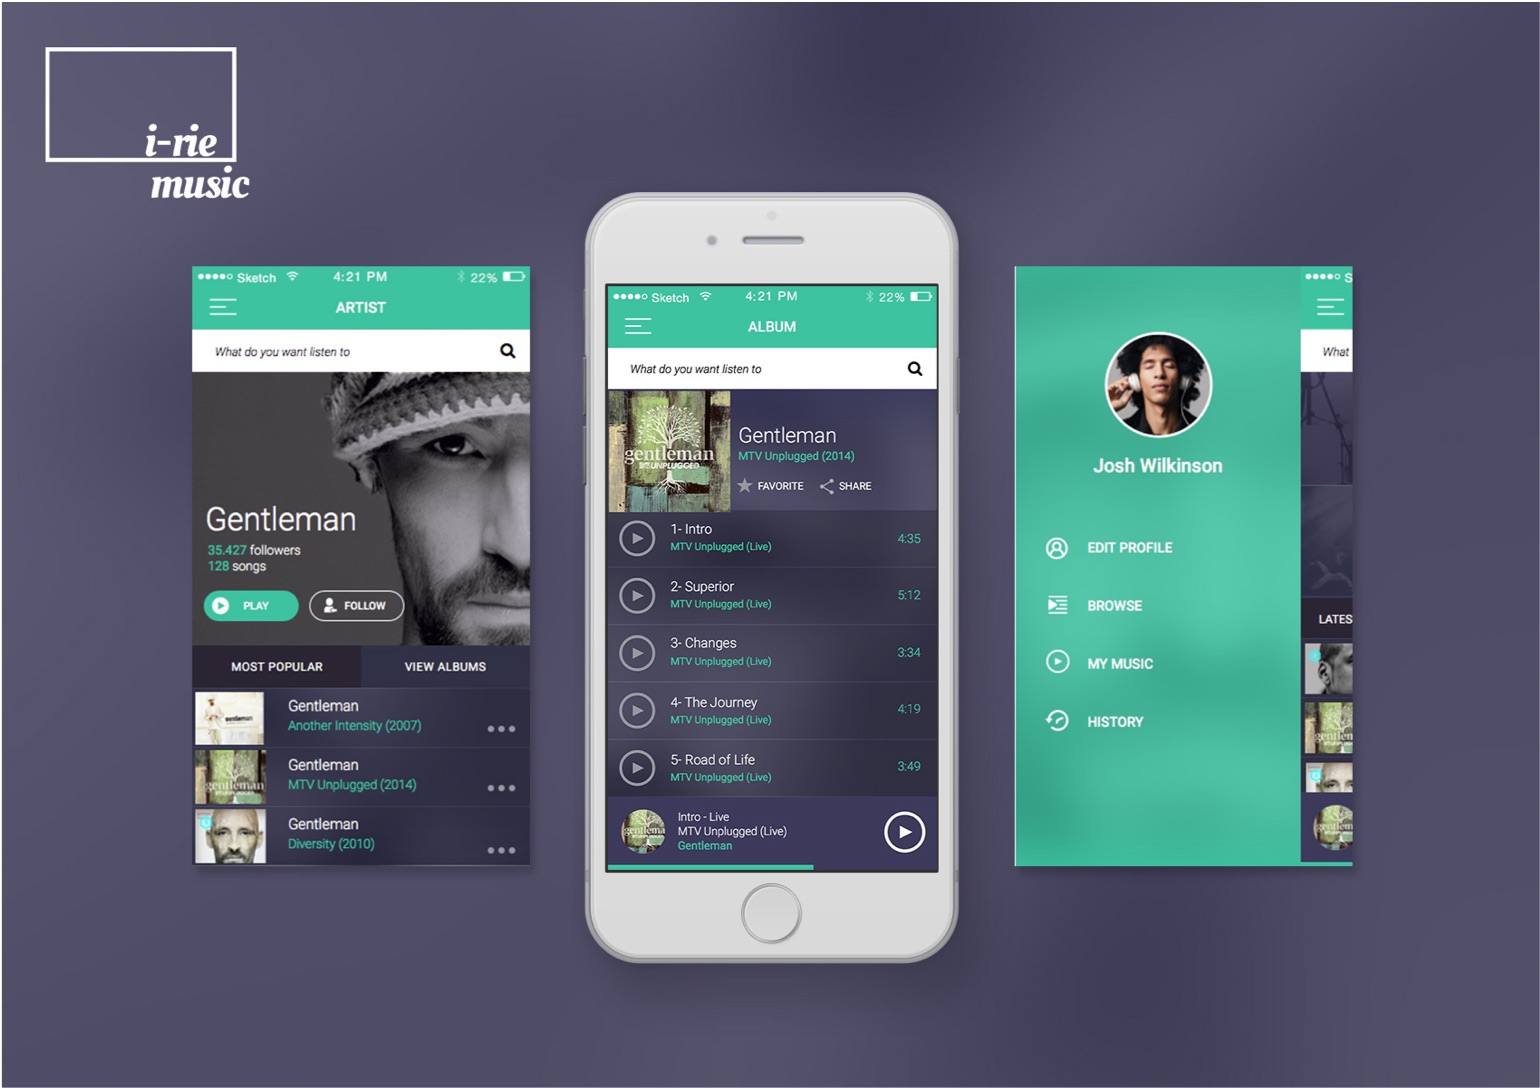 i-rie
music
Sketch 4:21 PM 22%
ARTIST
What do you want listen to
Gentleman
35.427 followers
128 songs
PLAY FOLLOW
MOST POPULAR VIEW ALBUMS
Gentleman
Another Intensity (2007)
Gentleman
MTV Unplugged (2014)
Gentleman
Diversity (2010)
Sketch 4:21 PM 22%
ALBUM
What do you want listen to
gentleman
UNPLUGGED
Gentleman
MTV Unplugged (2014)
FAVORITE SHARE
1- Intro
MTV Unplugged (Live)
4:35
2- Superior
MTV Unplugged (Live)
5:12
3- Changes
MTV Unplugged (Live)
3:34
4- The Journey
MTV Unplugged (Live)
4:19
5- Road of Life
MTV Unplugged (Live)
3:49
Intro - Live
MTV Unplugged (Live)
Gentleman
Josh Wilkinson
EDIT PROFILE
BROWSE
MY MUSIC
HISTORY
S
What
LATES